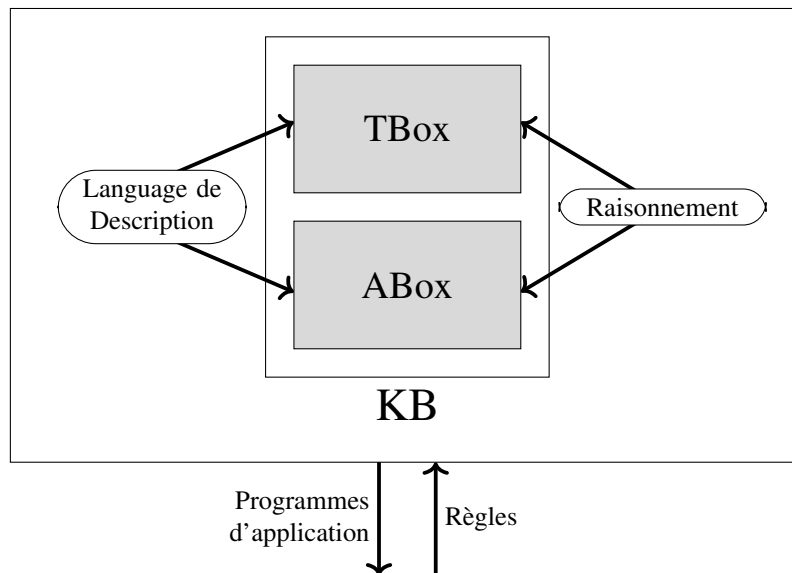 TBox
Language de
Description
Raisonnement
ABox
KB
Programmes
d'application
Règles